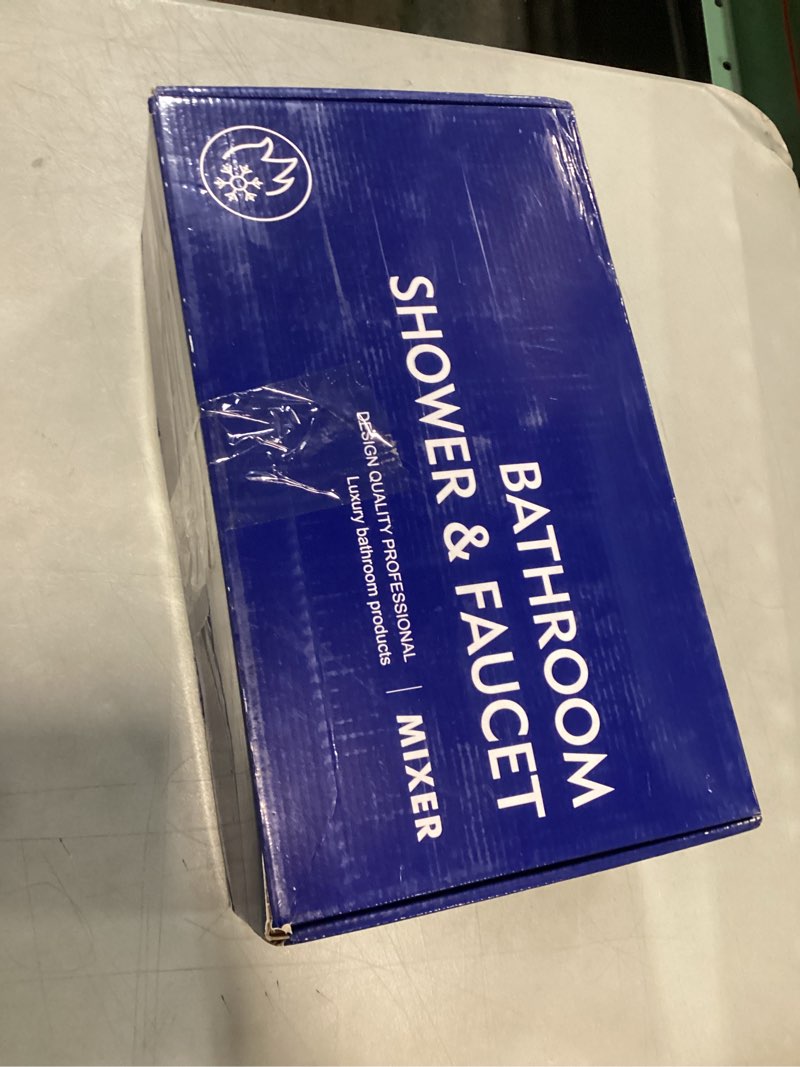 BATHROOM
SHOWER & FAUCET
DESIGN QUALITY PROFESSIONAL
Luxury bathroom products | MIXER